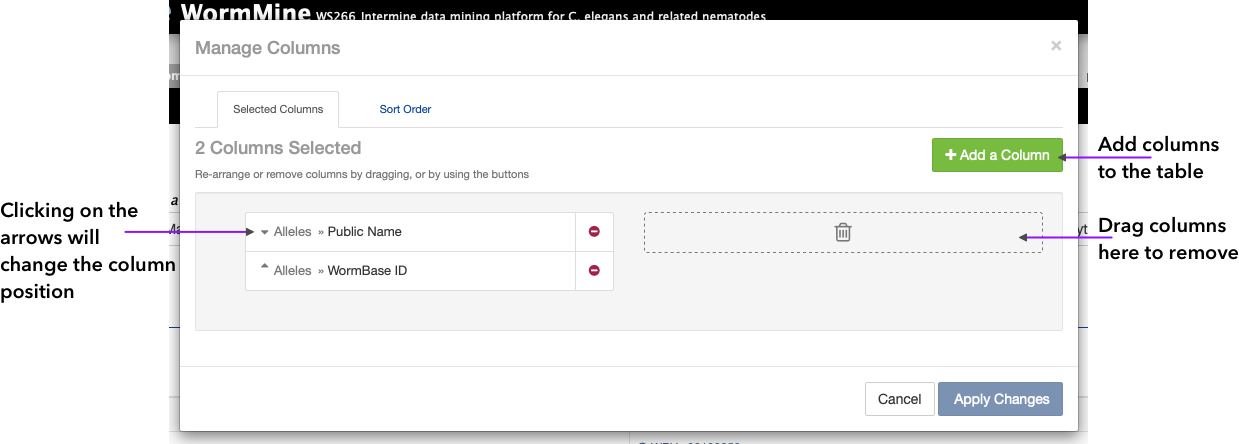 WormMine WS266 Intermine data mining platform for C. elegans and related nematodes
Manage Columns
×
Selected Columns
Sort Order
2 Columns Selected
Re-arrange or remove columns by dragging, or by using the buttons
+ Add a Column
Add columns
to the table
Clicking on the
arrows will
change the column
position
Alleles » Public Name
Alleles » WormBase ID
Drag columns
here to remove
Cancel
Apply Changes